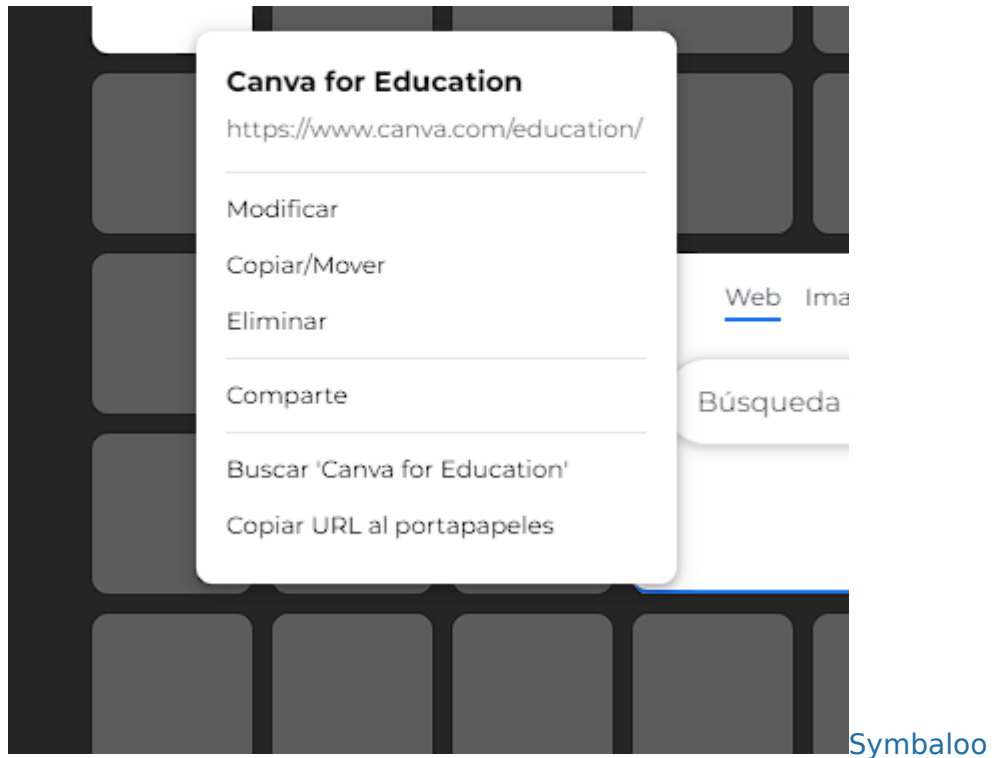 Canva for Education
https://www.canva.com/education/
Modificar
Copiar/Mover
Eliminar
Comparte
Buscar 'Canva for Education'
Copiar URL al portapapeles
Web Ima
Búsqueda
Symbaloo